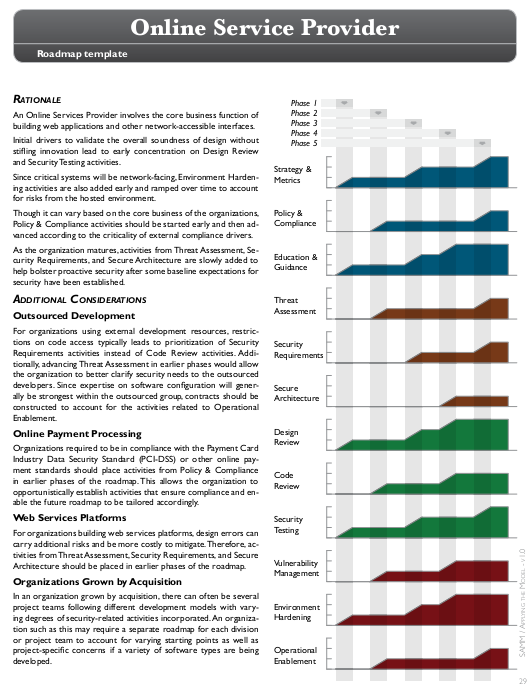 Online Service Provider
Roadmap template
RATIONALE
An Online Services Provider involves the core business function of
building web applications and other network-accessible interfaces.
Initial drivers to validate the overall soundness of design without
stifling innovation lead to early concentration on Design Review
and Security Testing activities.
Since critical systems will be network-facing, Environment Harden-
ing activities are also added early and ramped over time to account
for risks from the hosted environment.
Though it can vary based on the core business of the organizations,
Policy & Compliance activities should be started early and then ad-
vanced according to the criticality of external compliance drivers.
As the organization matures, activities from Threat Assessment, Se-
curity Requirements, and Secure Architecture are slowly added to
help bolster proactive security after some baseline expectations for
security have been established.
ADDITIONAL CONSIDERATIONS
Outsourced Development
For organizations using external development resources, restric-
tions on code access typically leads to prioritization of Security
Requirements activities instead of Code Review activities. Addi-
tionally, advancing Threat Assessment in earlier phases would allow
the organization to better clarify security needs to the outsourced
developers. Since expertise on software configuration will gener-
ally be strongest within the outsourced group, contracts should be
constructed to account for the activities related to Operational
Enablement.
Online Payment Processing
Organizations required to be in compliance with the Payment Card
Industry Data Security Standard (PCI-DSS) or other online pay-
ment standards should place activities from Policy & Compliance
in earlier phases of the roadmap. This allows the organization to
opportunistically establish activities that ensure compliance and en-
able the future roadmap to be tailored accordingly.
Web Services Platforms
For organizations building web services platforms, design errors can
carry additional risks and be more costly to mitigate. Therefore, ac-
tivities from Threat Assessment, Security Requirements, and Secure
Architecture should be placed in earlier phases of the roadmap.
Organizations Grown by Acquisition
In an organization grown by acquisition, there can often be several
project teams following different development models with vary-
ing degrees of security-related activities incorporated. An organiza-
tion such as this may require a separate roadmap for each division
or project team to account for varying starting points as well as
project-specific concerns if a variety of software types are being
developed.
Phase 1
Phase 2
Phase 3
Phase 4
Phase 5
Strategy &
Metrics
Policy &
Compliance
Education &
Guidance
Threat
Assessment
Security
Requirements
Secure
Architecture
Design
Review
Code
Review
Security
Testing
Vulnerability
Management
Environment
Hardening
Operational
Enablement
SAMM / APPLYING THE MODEL - v1.0
29